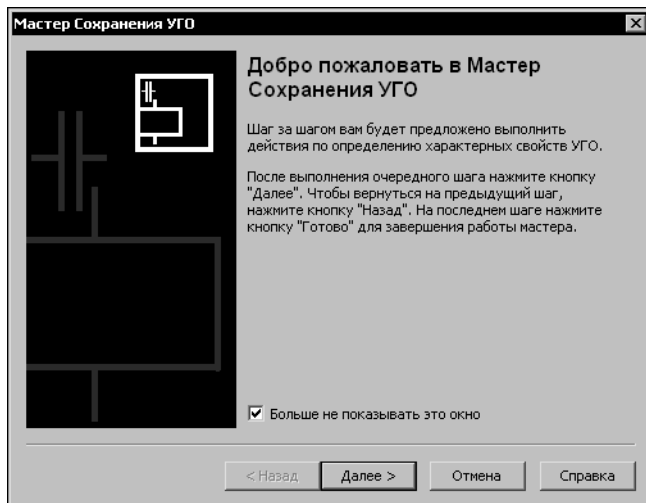 Мастер Сохранения УГО
Добро пожаловать в Мастер
Сохранения УГО
Шаг за шагом вам будет предложено выполнить
действия по определению характерных свойств УГО.
После выполнения очередного шага нажмите кнопку
"Далее". Чтобы вернуться на предыдущий шаг,
нажмите кнопку "Назад". На последнем шаге нажмите
кнопку "Готово" для завершения работы мастера.
Больше не показывать это окно
< Назад
Далее >
Отмена
Справка